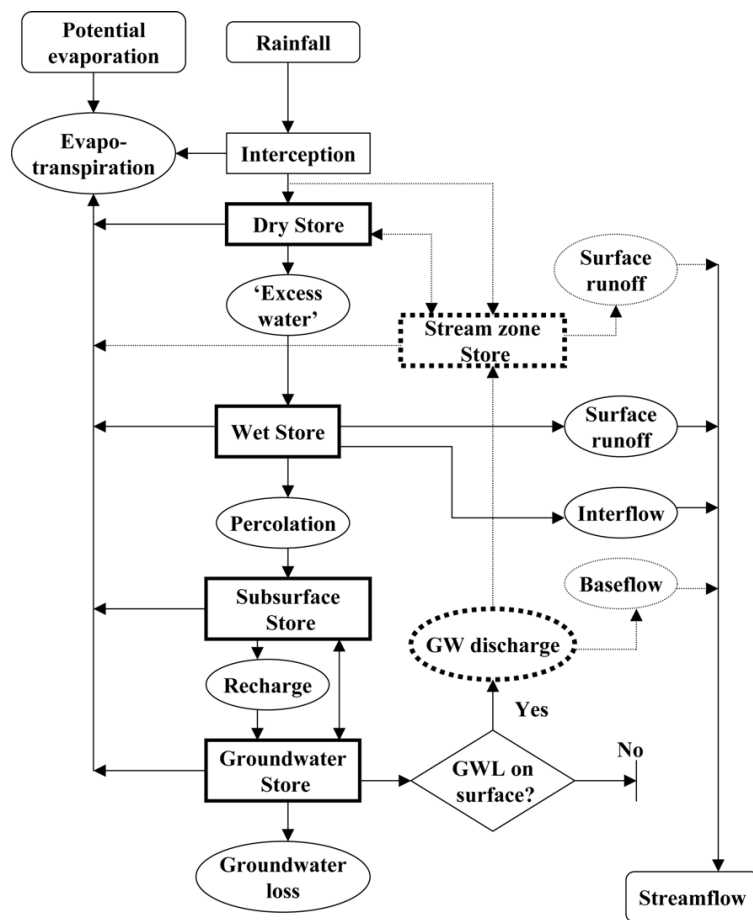 Potential
evaporation
Rainfall
Evapo-
transpiration
Interception
Dry Store
Surface
runoff
‘Excess
water’
Stream zone
Store
Wet Store
Surface
runoff
Percolation
Interflow
Subsurface
Store
Baseflow
GW discharge
Recharge
Yes
No
Groundwater
Store
GWL on
surface?
Groundwater
loss
Streamflow